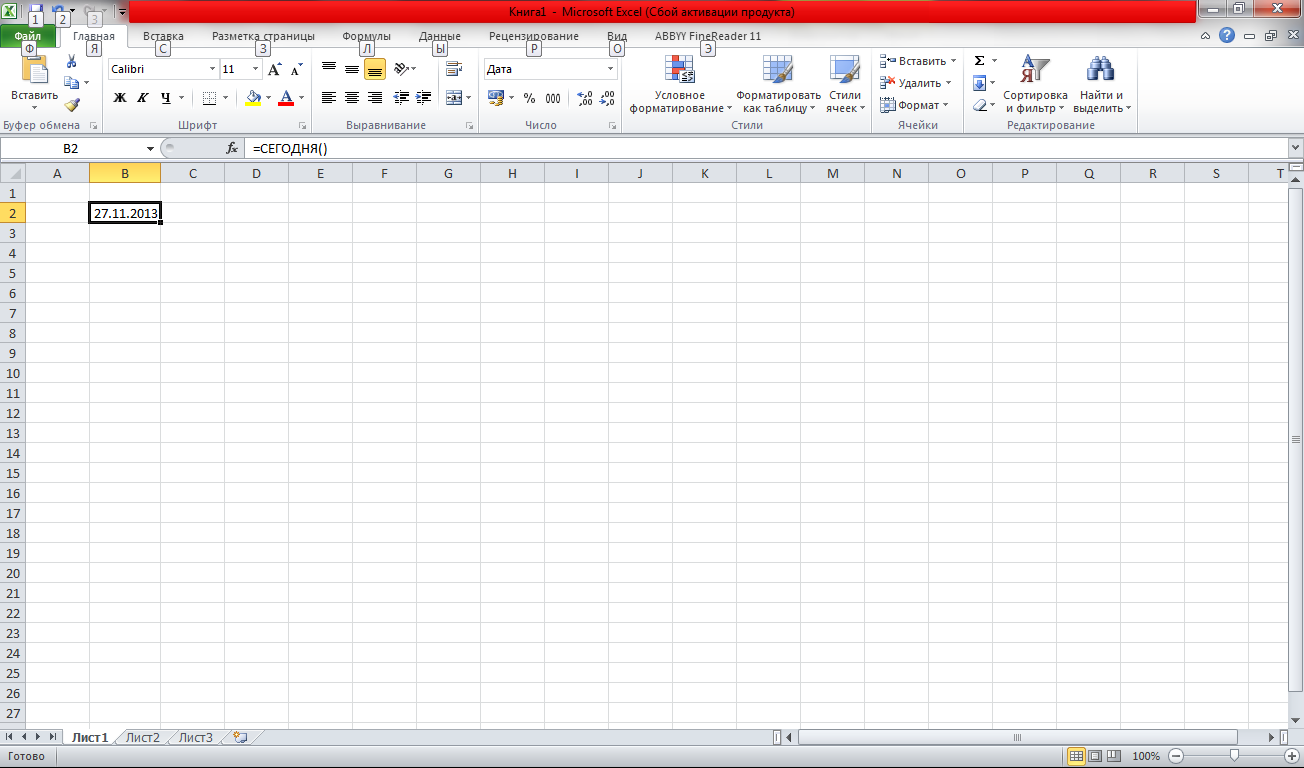 Книга1 - Microsoft Excel (Сбой активации продукта)
1 2 3
Файл Главная Вставка Разметка страницы Формулы Данные Рецензирование Вид ABBYY FineReader 11
Ф Я С З Л Ы Р О Э
Вставить
Буфер обмена
Calibri 11
Ж К Ч
Шрифт
Выравнивание
Дата
% 000
Число
Условное форматирование
Форматировать как таблицу
Стили ячеек
Стили
Вставить
Удалить
Формат
Ячейки
Σ
Сортировка и фильтр
Найти и выделить
Редактирование
B2 fx =СЕГОДНЯ()
A B C D E F G H I J K L M N O P Q R S T
1
2 27.11.2013
3
4
5
6
7
8
9
10
11
12
13
14
15
16
17
18
19
20
21
22
23
24
25
26
27
Лист1 Лист2 Лист3
Готово 100%